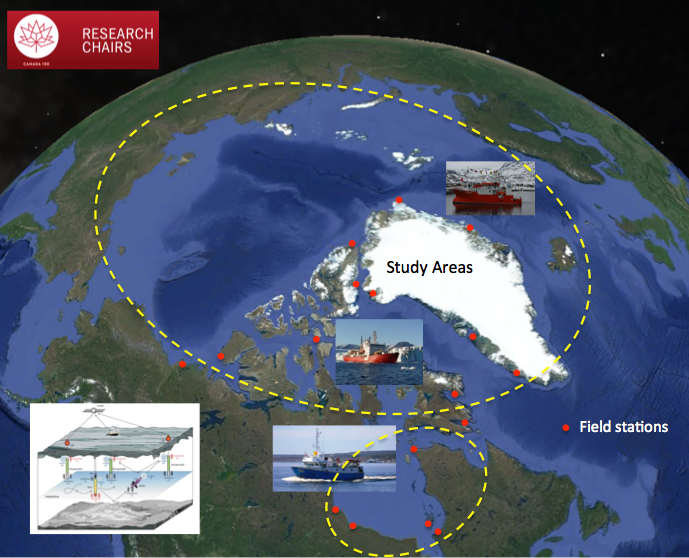 RESEARCH
CHAIRS
CANADA 150
Study Areas
Field stations